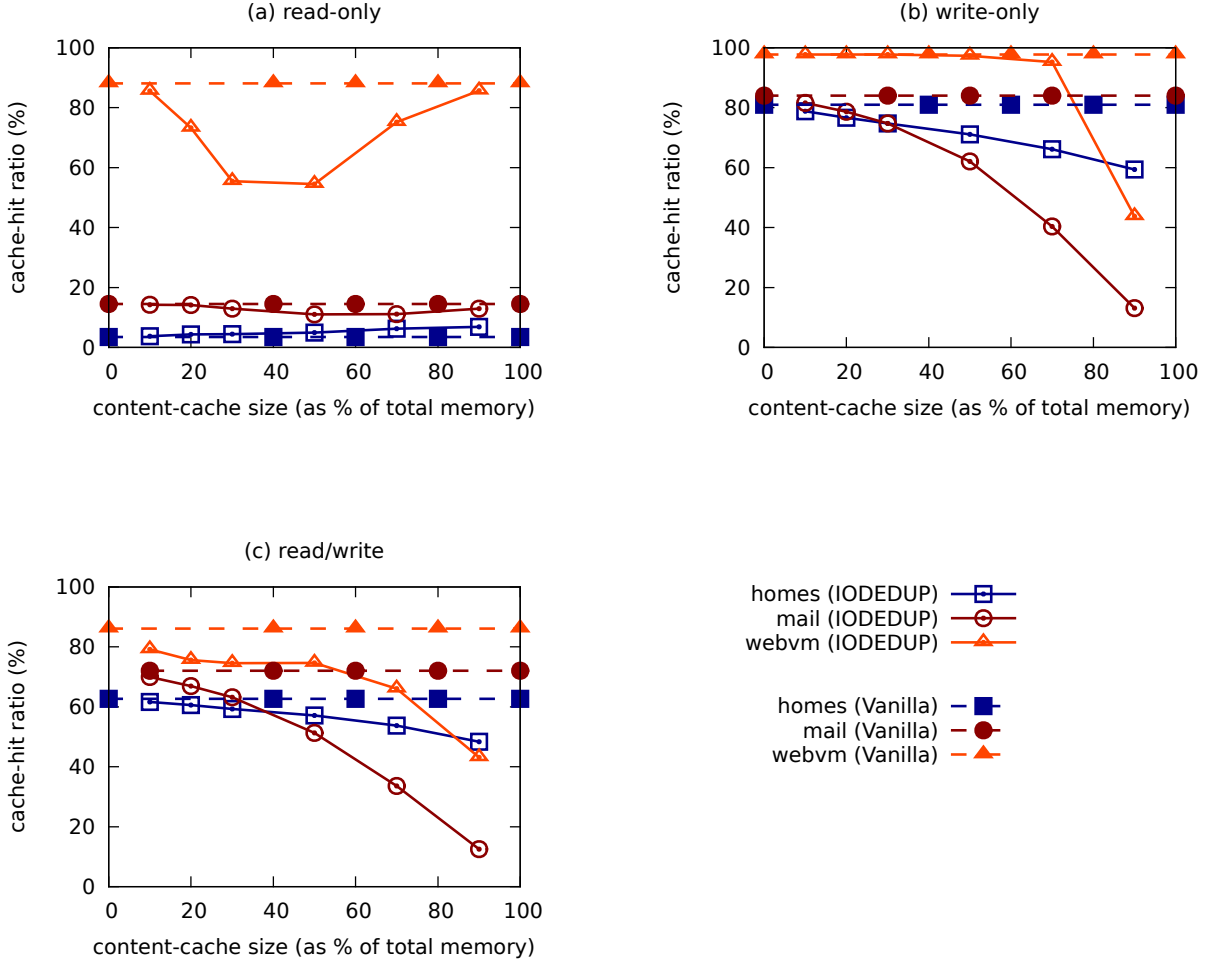 (a) read-only
100
80
60
40
20
0
0 20 40 60 80 100
cache-hit ratio (%)
content-cache size (as % of total memory)
(b) write-only
100
80
60
40
20
0
0 20 40 60 80 100
cache-hit ratio (%)
content-cache size (as % of total memory)
(c) read/write
100
80
60
40
20
0
0 20 40 60 80 100
cache-hit ratio (%)
content-cache size (as % of total memory)
homes (IODEDUP)
mail (IODEDUP)
webvm (IODEDUP)
homes (Vanilla)
mail (Vanilla)
webvm (Vanilla)